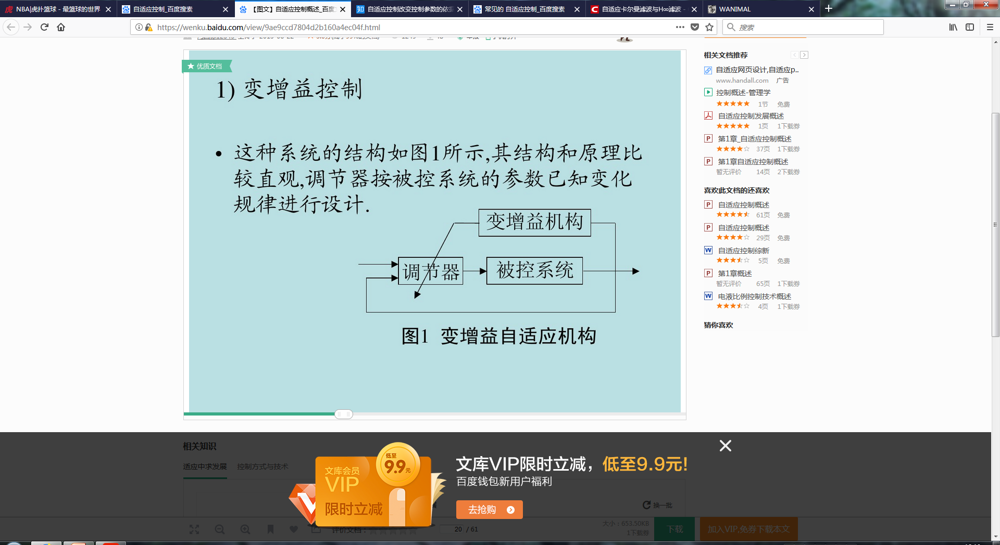 NBA|虎扑篮球 - 最篮球的世界
自适应控制_百度搜索
【图文】自适应控制概述_百度
自适应控制改变控制参数的依据
常见的 自适应控制_百度搜索
自适应卡尔曼滤波与H∞滤波 -
WANIMAL
https://wenku.baidu.com/view/9ae9ccd7804d2b160a4ec04f.html
搜索
优质文档
1) 变增益控制
• 这种系统的结构如图1所示,其结构和原理比
较直观,调节器按被控系统的参数已知变化
规律进行设计.
变增益机构
调节器
被控系统
图1 变增益自适应机构
相关文档推荐
自适应网页设计,自适应p..
www.handall.com 广告
控制概述-管理学
1节 免费
自适应控制发展概述
1页 1下载券
第1章_自适应控制概述
37页 1下载券
第1章自适应控制概述
暂无评价 14页 2下载券
喜欢此文档的还喜欢
自适应控制概述
61页 免费
自适应控制概述
29页 免费
自适应控制综新
5页 免费
第1章概述
暂无评价 65页 1下载券
电液比例控制技术概述
4页 1下载券
猜你喜欢
相关知识
适应中求发展 控制方式与技术
低至
9.9元
文库会员
VIP
限时立减
文库VIP限时立减，低至9.9元!
百度钱包新用户福利
去抢购
换一批
评价文档：
20 / 61
大小：653.50KB
1下载券
下载
加入VIP,免券下载本文